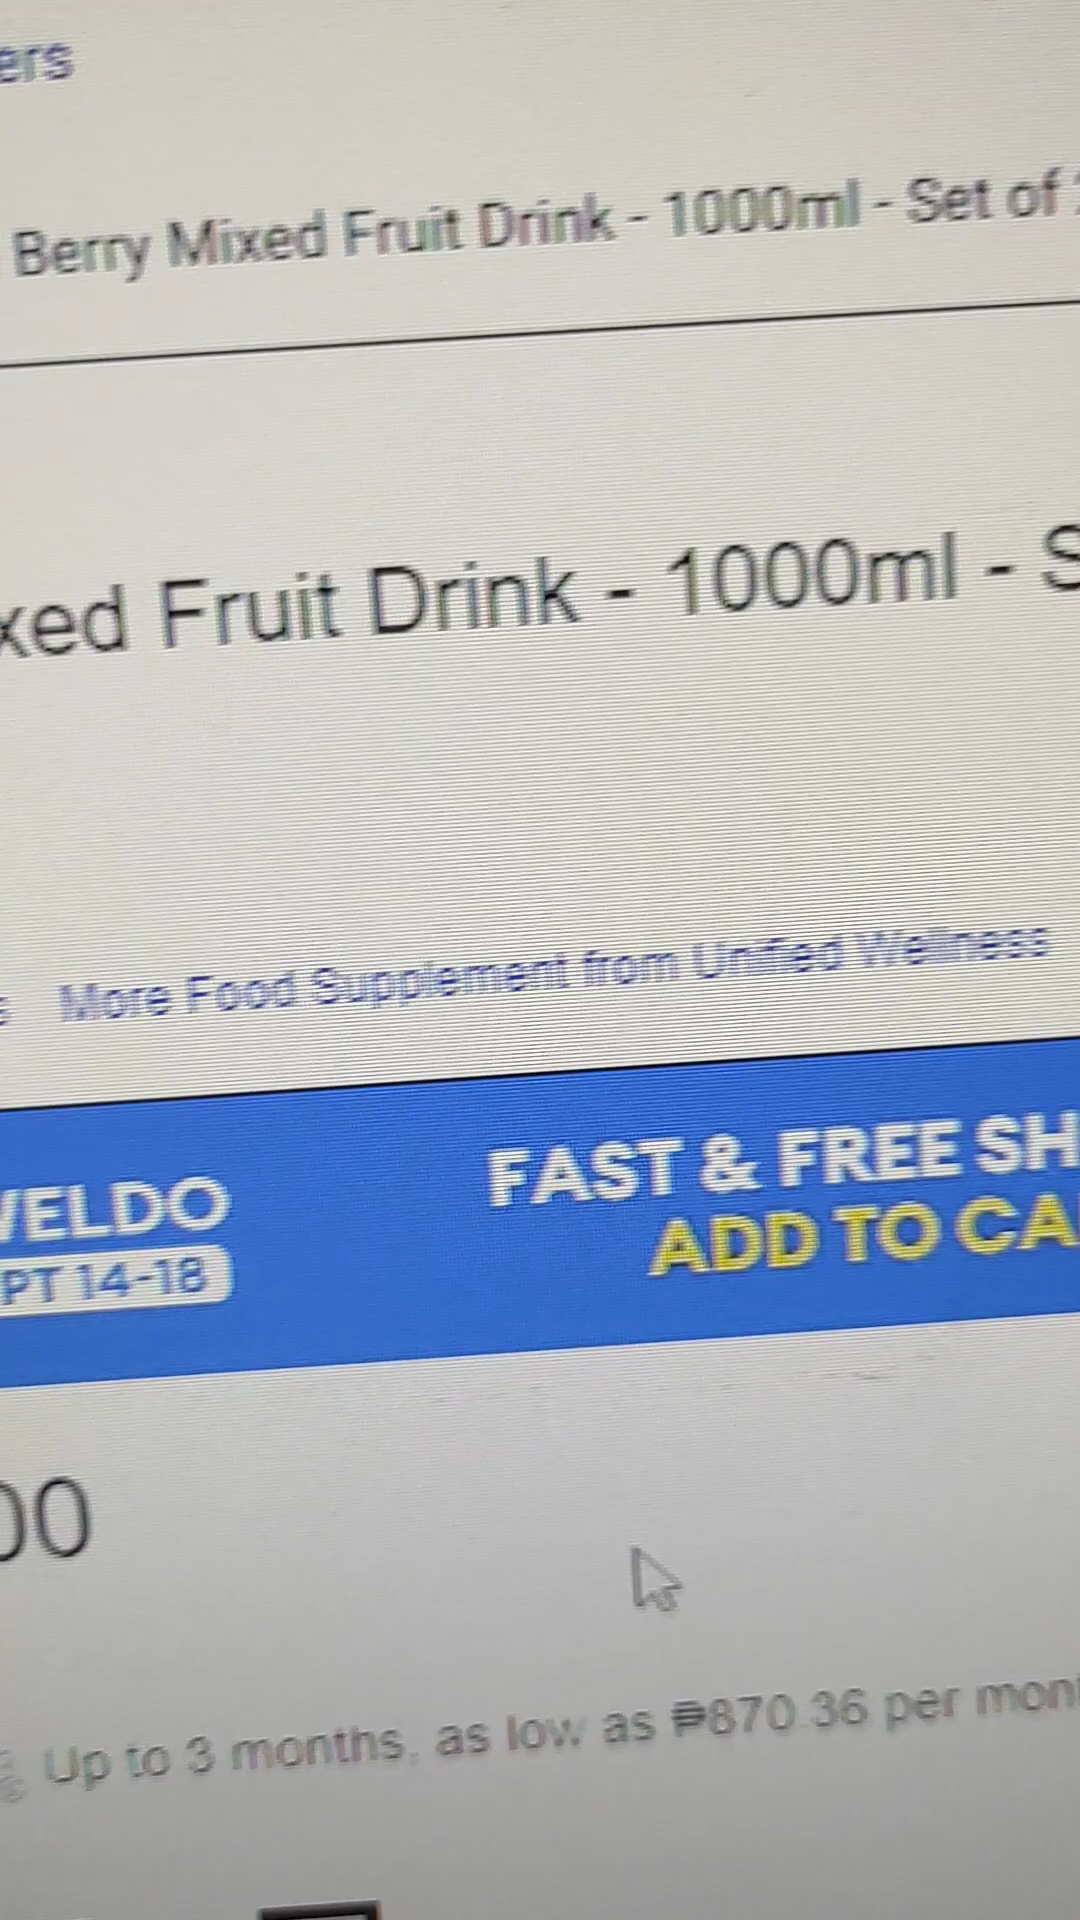 ers
Berry Mixed Fruit Drink - 1000ml - Set of
xed Fruit Drink - 1000ml - S
More Food Supplement from Unified Wellness
WELDO
PT 14-18
FAST & FREE SH
ADD TO CA
00
Up to 3 months, as low as ₱870.36 per mon